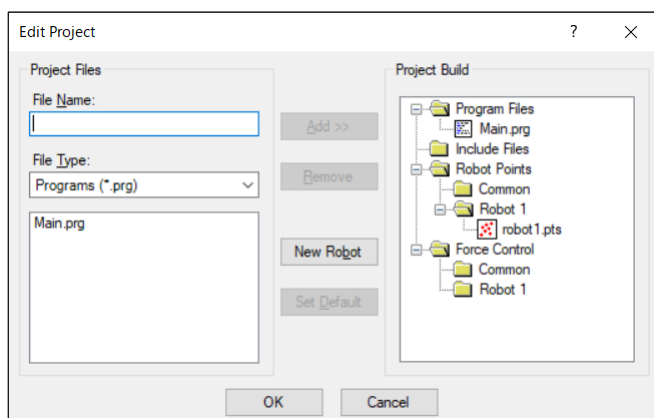 Edit Project
?
Project Files
File Name:
File Type:
Programs (*.prg)
Main.prg
Add >>
Remove
New Robot
Set Default
Project Build
Program Files
Main.prg
Include Files
Robot Points
Common
Robot 1
robot1.pts
Force Control
Common
Robot 1
OK
Cancel